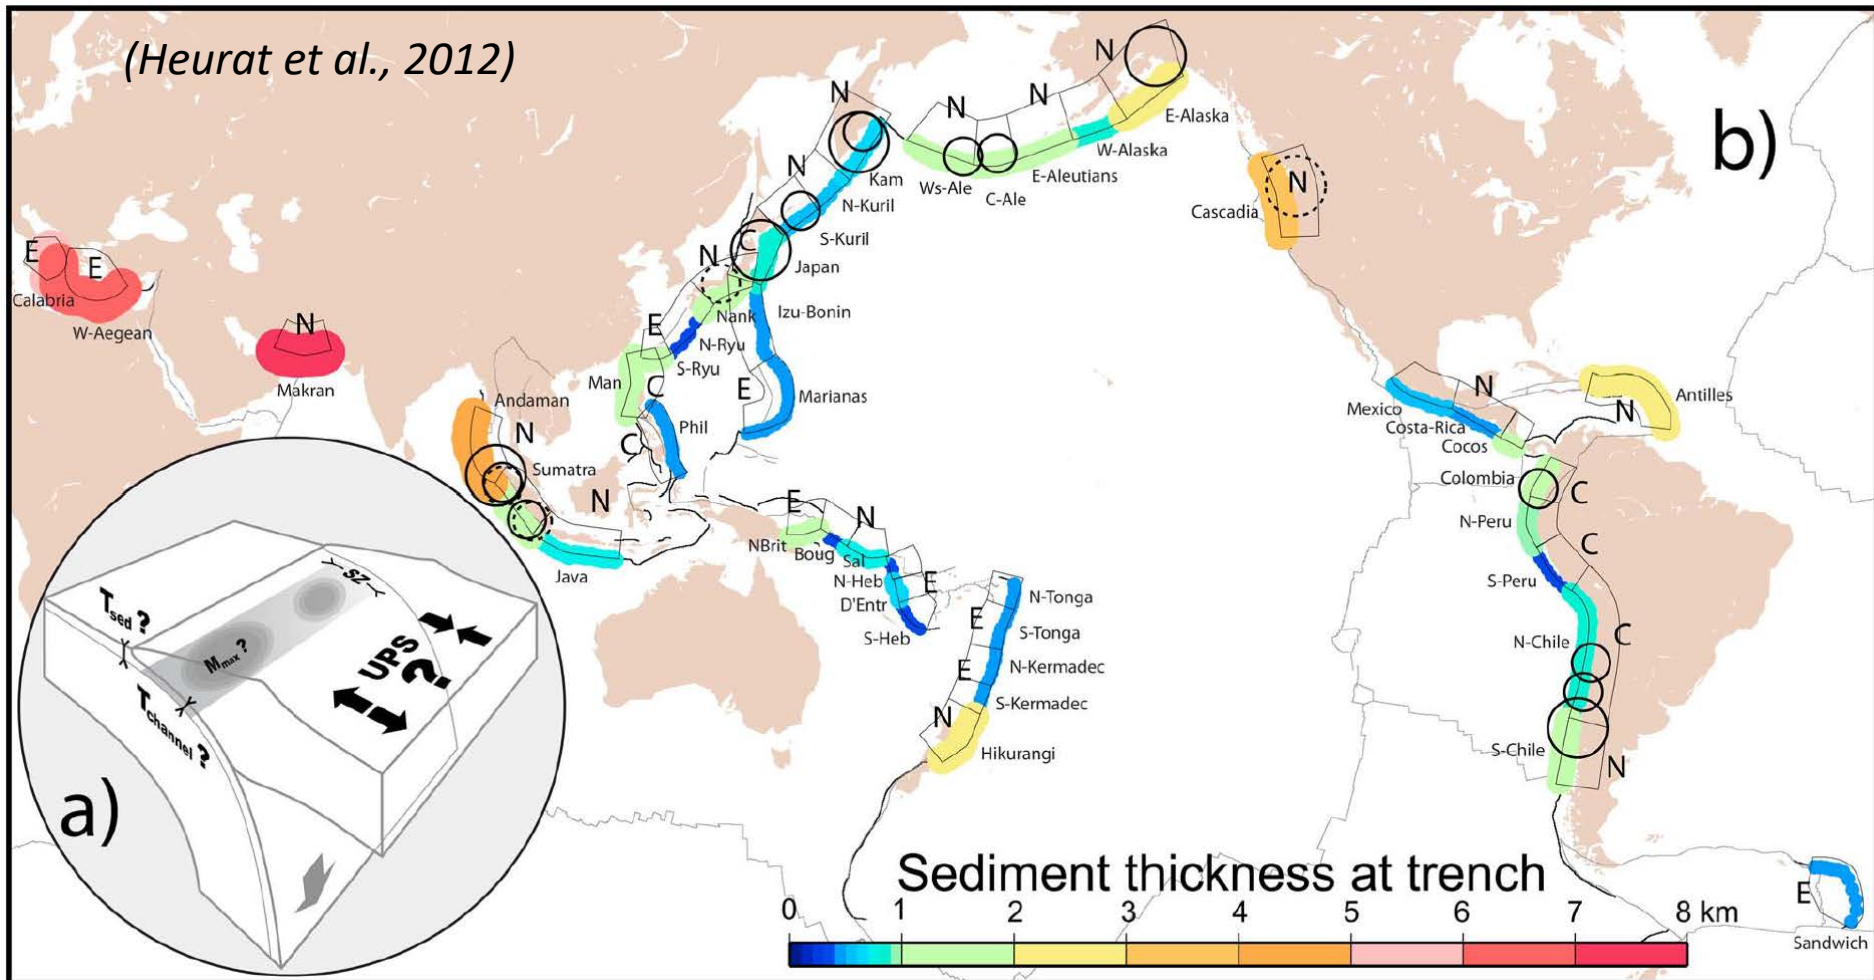 (Heurat et al., 2012)
b)
N
E-Alaska
N
N
N
W-Alaska
E-Aleutians
C-Ale
Ws-Ale
Kam
N
N-Kuril
S-Kuril
C
Japan
N
Nank
Izu-Bonin
E
N-Ryu
S-Ryu
Man
C
E
Marianas
Phil
C
N
Cascadia
E
E
Calabria
W-Aegean
N
Makran
Andaman
N
Sumatra
N
Java
E
N
NBrit
Boug
Sal
N-Heb
E
D'Entr
S-Heb
N-Tonga
E
S-Tonga
E
N-Kermadec
S-Kermadec
N
Hikurangi
N
Mexico
Costa-Rica
Cocos
Antilles
N
Colombia
C
N-Peru
C
S-Peru
N-Chile
C
S-Chile
N
E
Sandwich
a)
Tsed ?
Mmax ?
Tchannel ?
UPS
?
SZ
Sediment thickness at trench
0 1 2 3 4 5 6 7 8 km